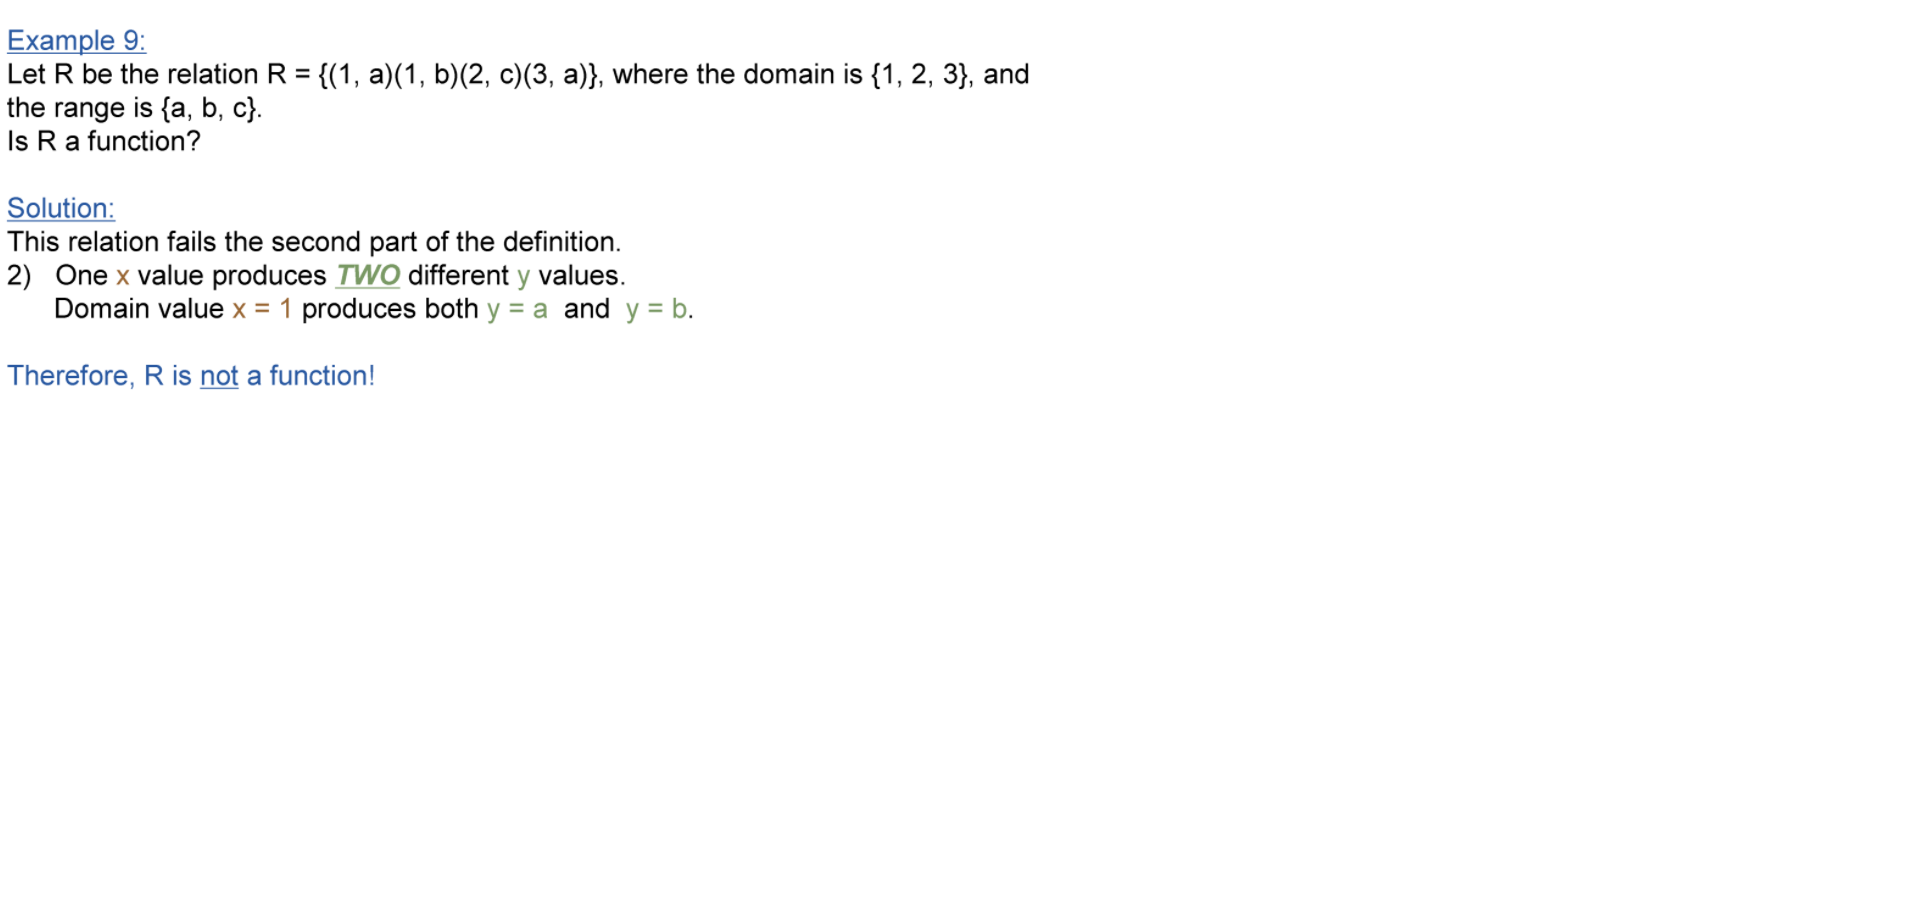 Example 9:
Let R be the relation R = {(1, a)(1, b)(2, c)(3, a)}, where the domain is {1, 2, 3}, and
the range is {a, b, c}.
Is R a function?
Solution:
This relation fails the second part of the definition.
2) One x value produces TWO different y values.
Domain value x = 1 produces both y = a and y = b.
Therefore, R is not a function!